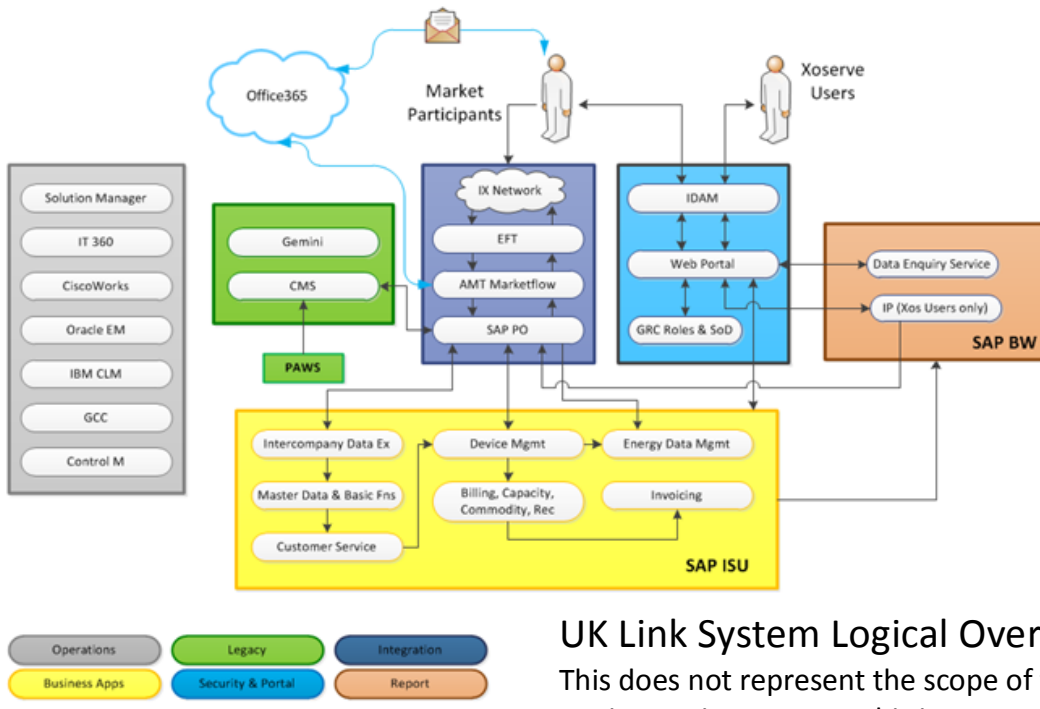 Office365
Market
Participants
Xoserve
Users
Solution Manager
IT 360
CiscoWorks
Oracle EM
IBM CLM
GCC
Control M
Gemini
CMS
PAWS
IX Network
EFT
AMT Marketflow
SAP PO
IDAM
Web Portal
GRC Roles & SoD
Data Enquiry Service
IP (Xos Users only)
SAP BW
Intercompany Data Ex
Master Data & Basic Fns
Customer Service
Device Mgmt
Billing, Capacity,
Commodity, Rec
Energy Data Mgmt
Invoicing
SAP ISU
Operations
Legacy
Integration
Business Apps
Security & Portal
Report
UK Link System Logical Over
This does not represent the scope of